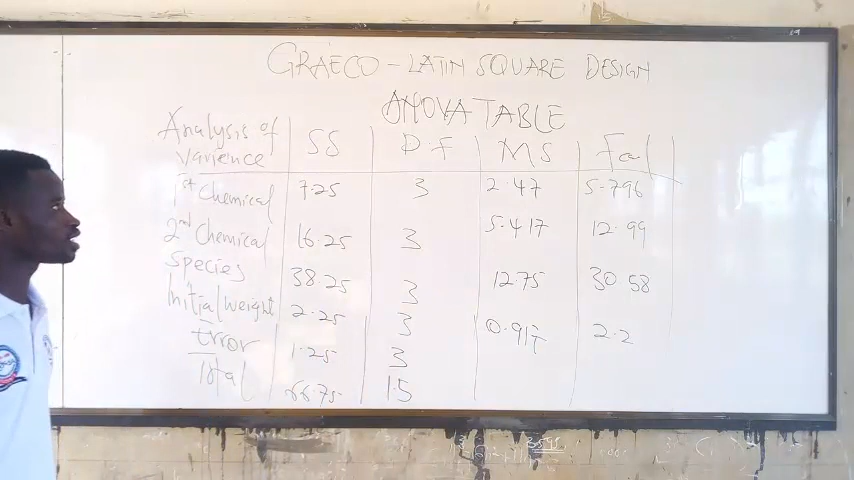 GRAECO - LATIN SQUARE DESIGN
ANOVA TABLE
Analysis of varience SS D.F MS Fcal
1st Chemical 7.25 3 2.47 5.796
2nd Chemical 16.25 3 5.417 12.99
Species 38.25 3 12.75 30.58
Initial weight 2.25 3 0.917 2.2
Error 1.25 3
Total 66.75 15